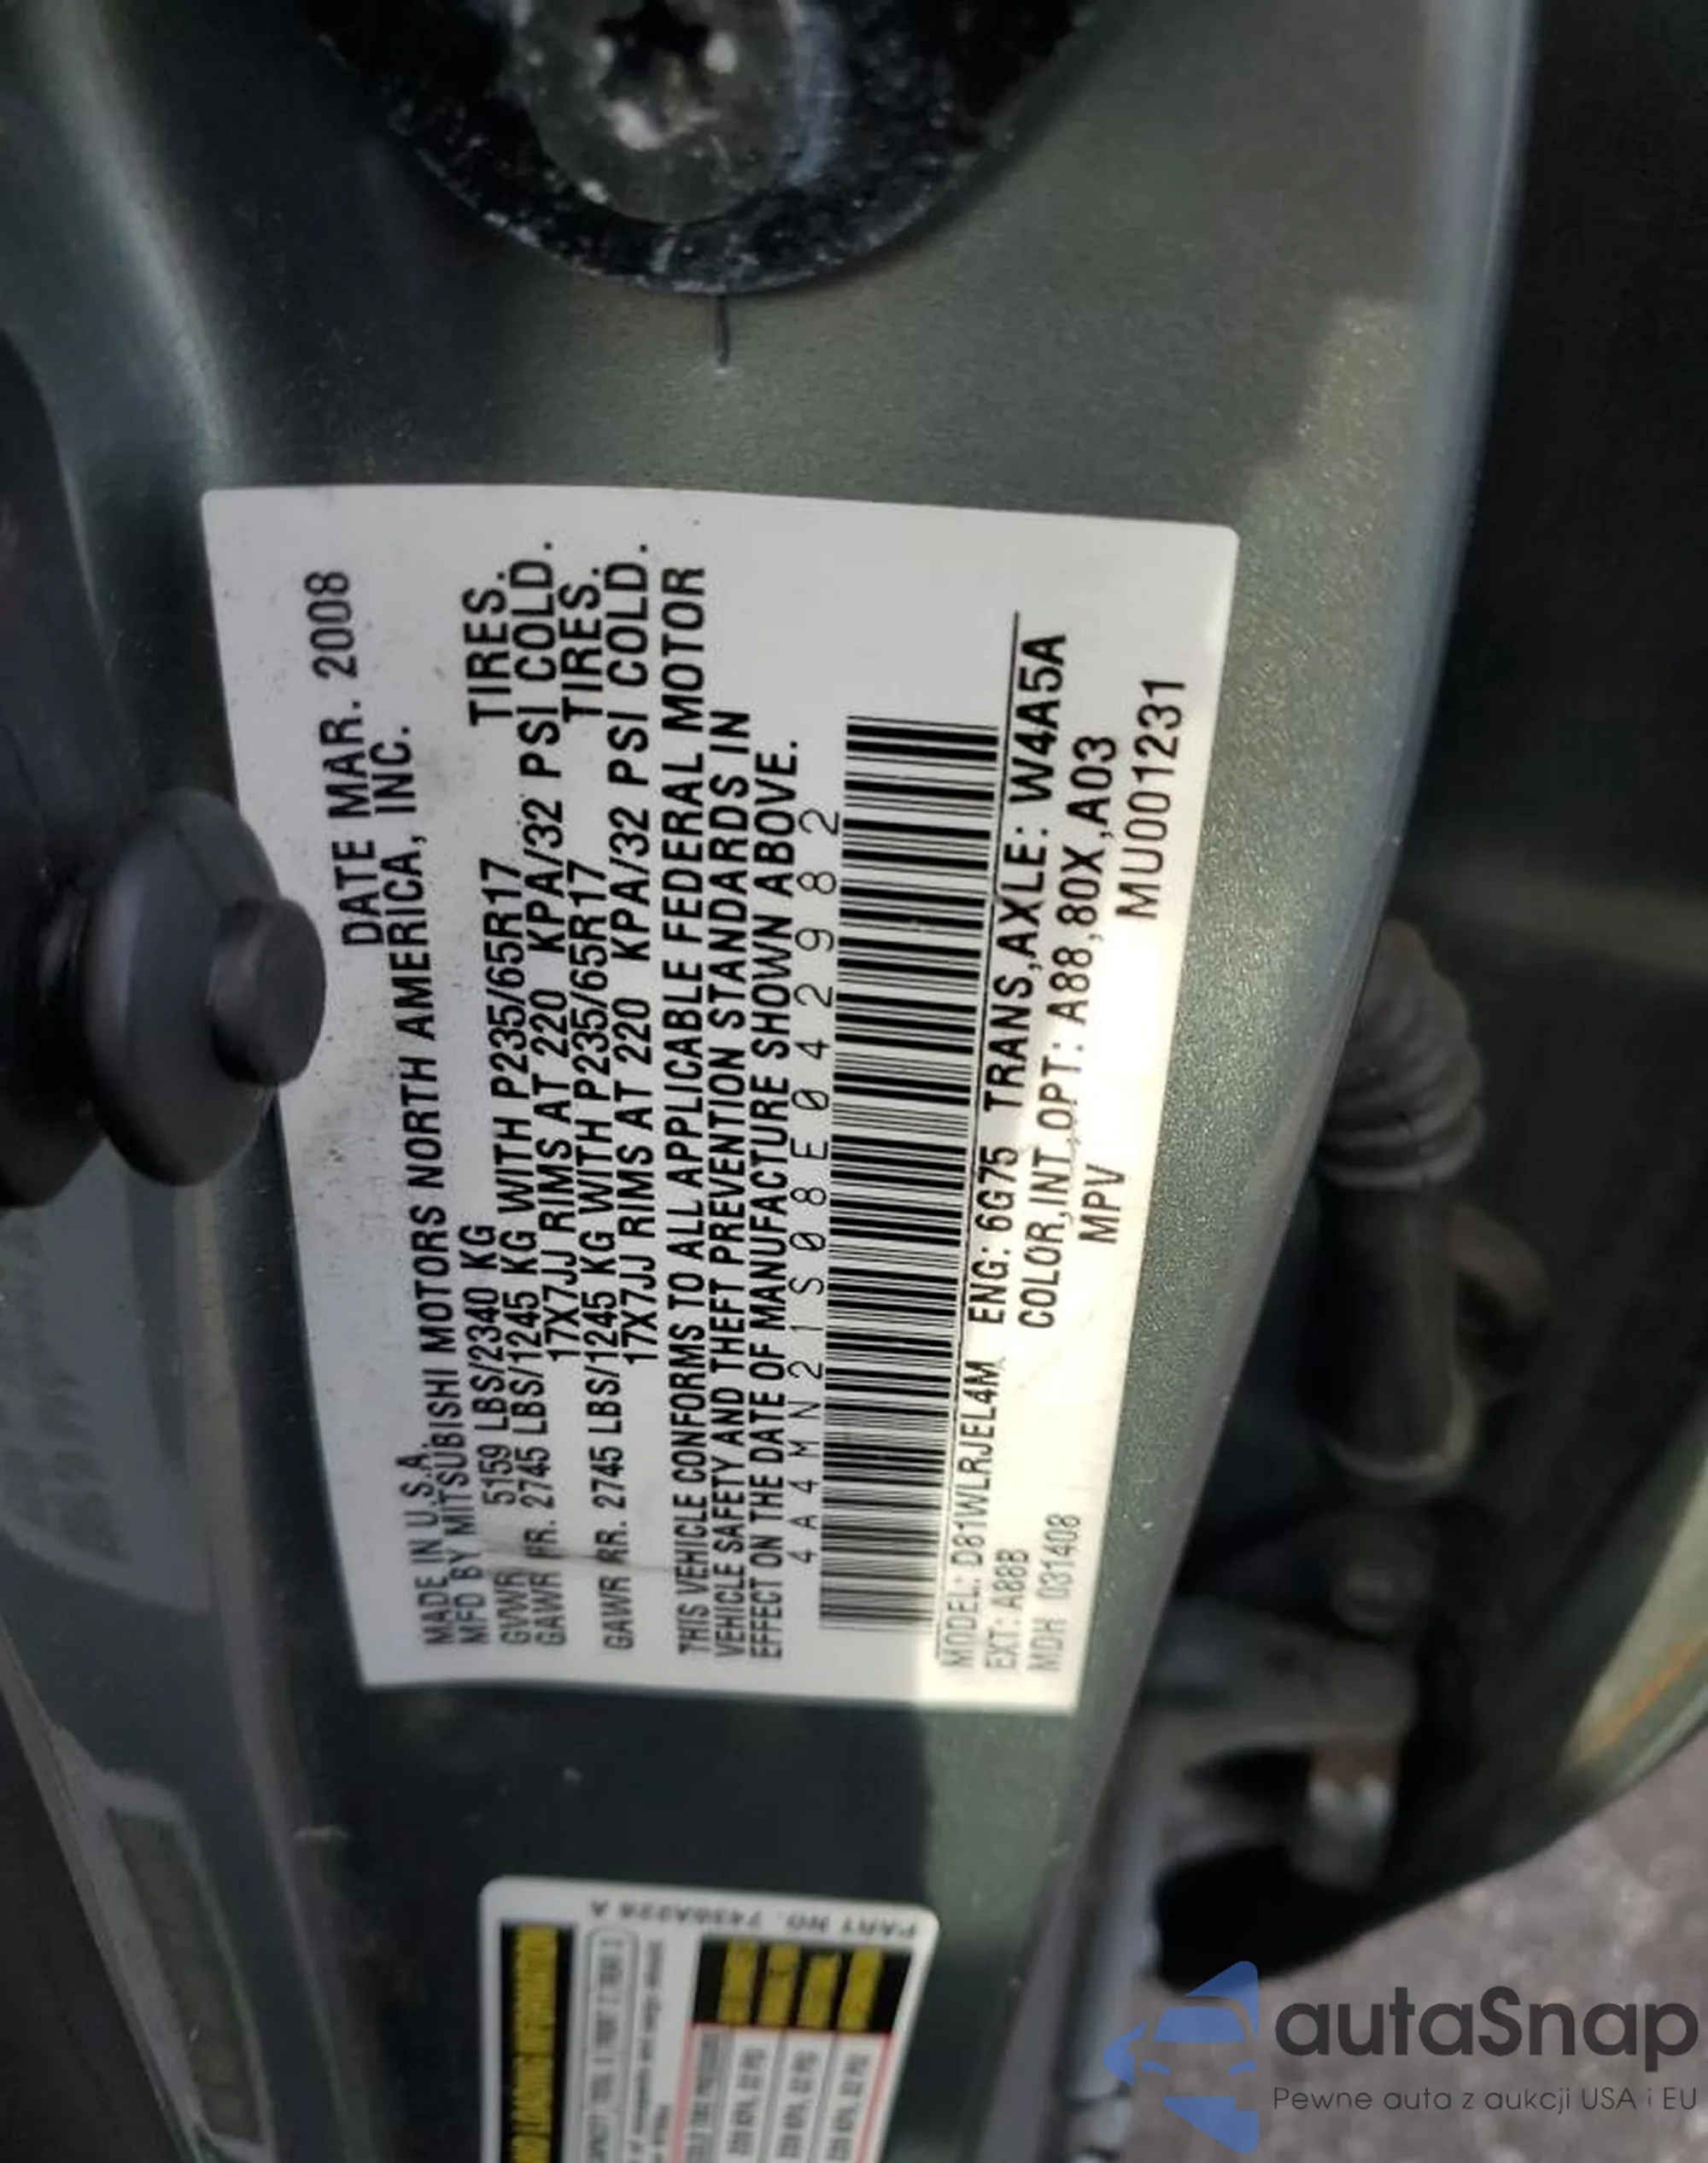 DATE MAR. 2008
MADE IN U.S.A.
MFD BY MITSUBISHI MOTORS NORTH AMERICA, INC.
GVWR 5159 LBS/2340 KG
GAWR FR. 2745 LBS/1245 KG WITH P235/65R17 TIRES.
17X7JJ RIMS AT 220 KPA/32 PSI COLD.
GAWR RR. 2745 LBS/1245 KG WITH P235/65R17 TIRES.
17X7JJ RIMS AT 220 KPA/32 PSI COLD.
THIS VEHICLE CONFORMS TO ALL APPLICABLE FEDERAL MOTOR
VEHICLE SAFETY AND THEFT PREVENTION STANDARDS IN
EFFECT ON THE DATE OF MANUFACTURE SHOWN ABOVE.
4A4MN21S08E042982
MODEL: D81WLRJEL4M ENG: 6G75 TRANS,AXLE: W4A5A
EXT: A88B COLOR,INT,OPT: A88,80X,A03
MDH 031408 MPV MU001231
PART NO. 7450A228 A
LOADING INFORMATION
autaSnap
Pewne auta z aukcji USA i EU